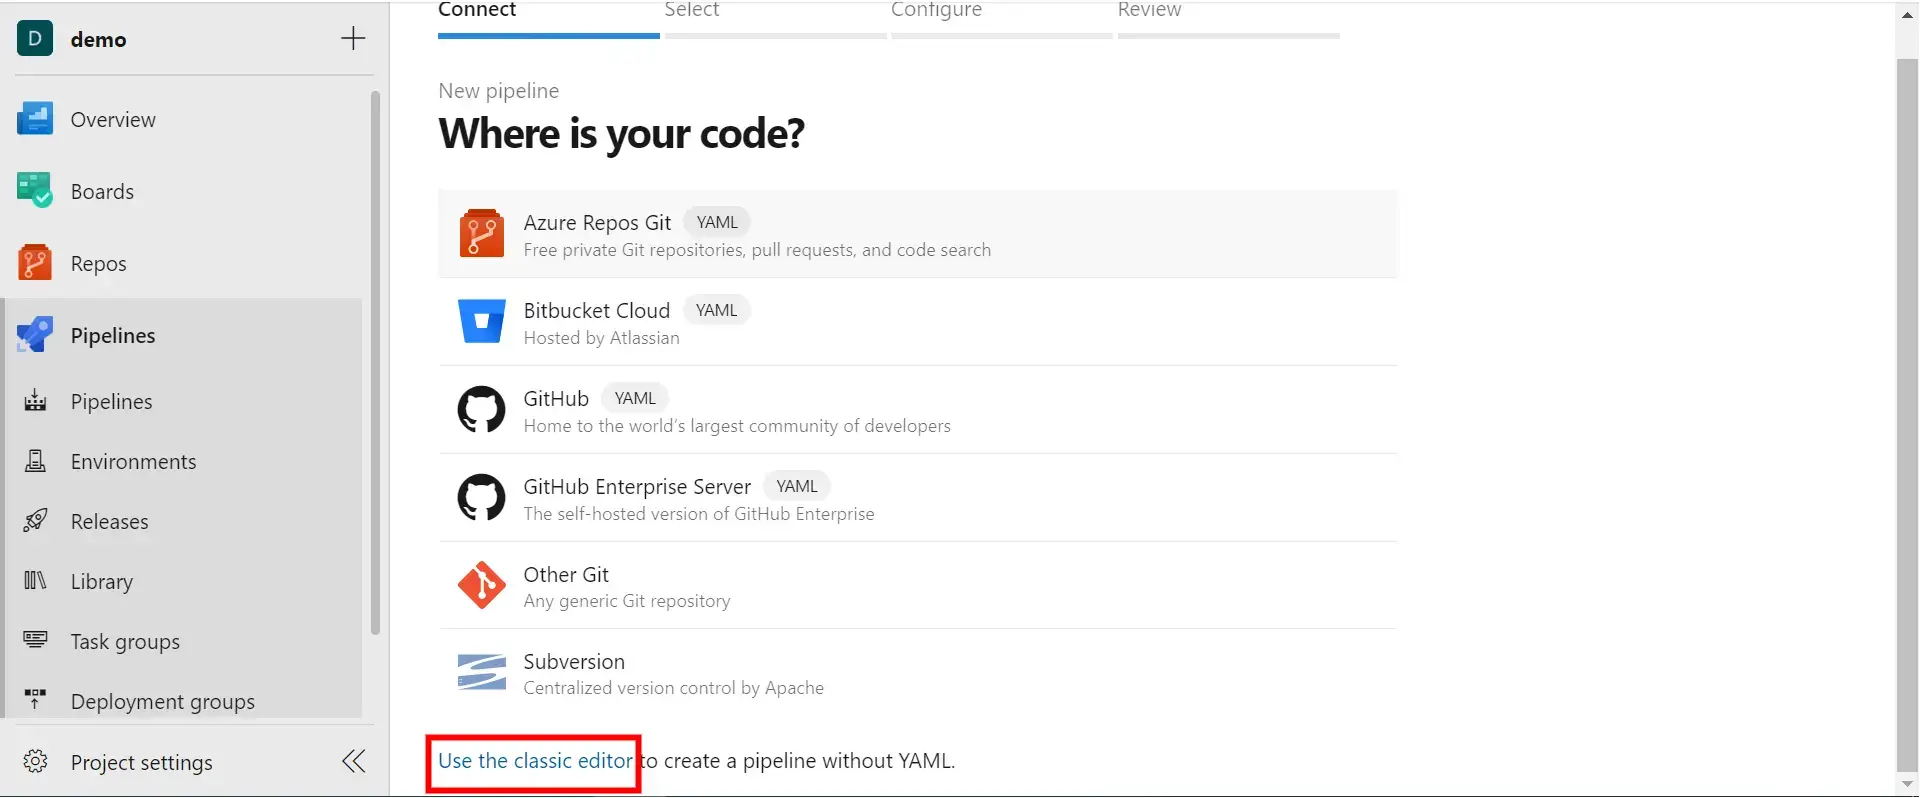 D demo
Overview
Boards
Repos
Pipelines
Pipelines
Environments
Releases
Library
Task groups
Deployment groups
Project settings
Connect Select Configure Review
New pipeline
Where is your code?
Azure Repos Git YAML
Free private Git repositories, pull requests, and code search
Bitbucket Cloud YAML
Hosted by Atlassian
GitHub YAML
Home to the world’s largest community of developers
GitHub Enterprise Server YAML
The self-hosted version of GitHub Enterprise
Other Git
Any generic Git repository
Subversion
Centralized version control by Apache
Use the classic editor to create a pipeline without YAML.